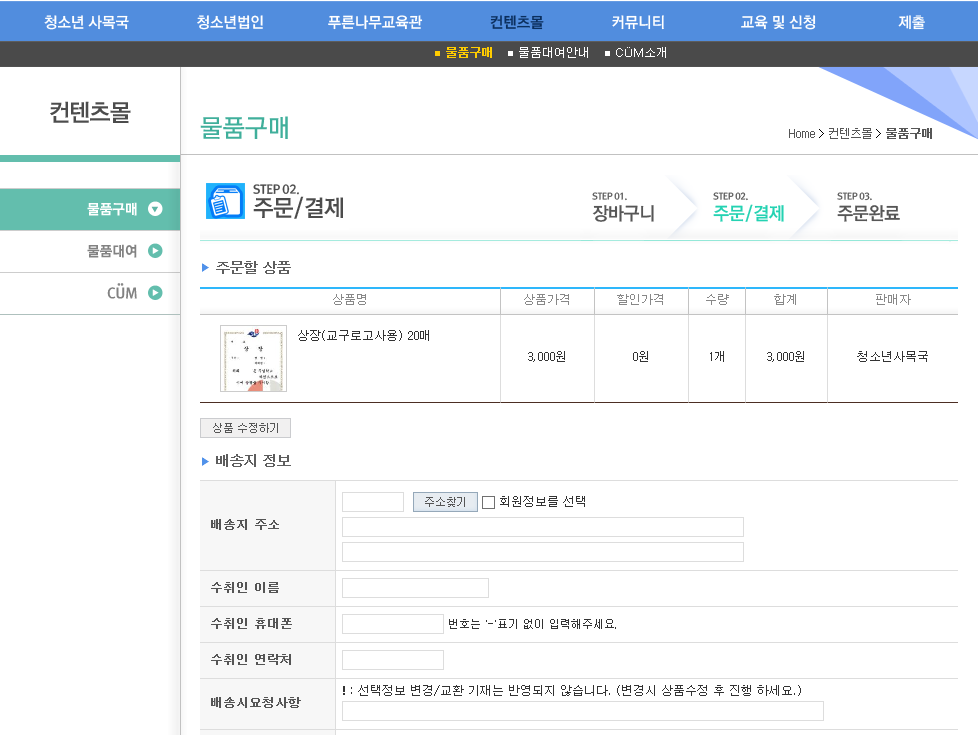 청소년 사목국 청소년법인 푸른나무교육관 컨텐츠몰 커뮤니티 교육 및 신청 제출
물품구매 물품대여안내 CÜM소개
컨텐츠몰
물품구매
Home > 컨텐츠몰 > 물품구매
물품구매
물품대여
CÜM
STEP 02.
주문/결제
STEP 01.
장바구니
STEP 02.
주문/결제
STEP 03.
주문완료
주문할 상품
상품명 상품가격 할인가격 수량 합계 판매자
상장(교구로고사용) 20매 3,000원 0원 1개 3,000원 청소년사목국
상품 수정하기
배송지 정보
배송지 주소 주소찾기 회원정보를 선택
수취인 이름
수취인 휴대폰 번호는 '-'표기 없이 입력해주세요.
수취인 연락처
배송시요청사항 ! : 선택정보 변경/교환 기재는 반영되지 않습니다. (변경시 상품수정 후 진행 하세요.)